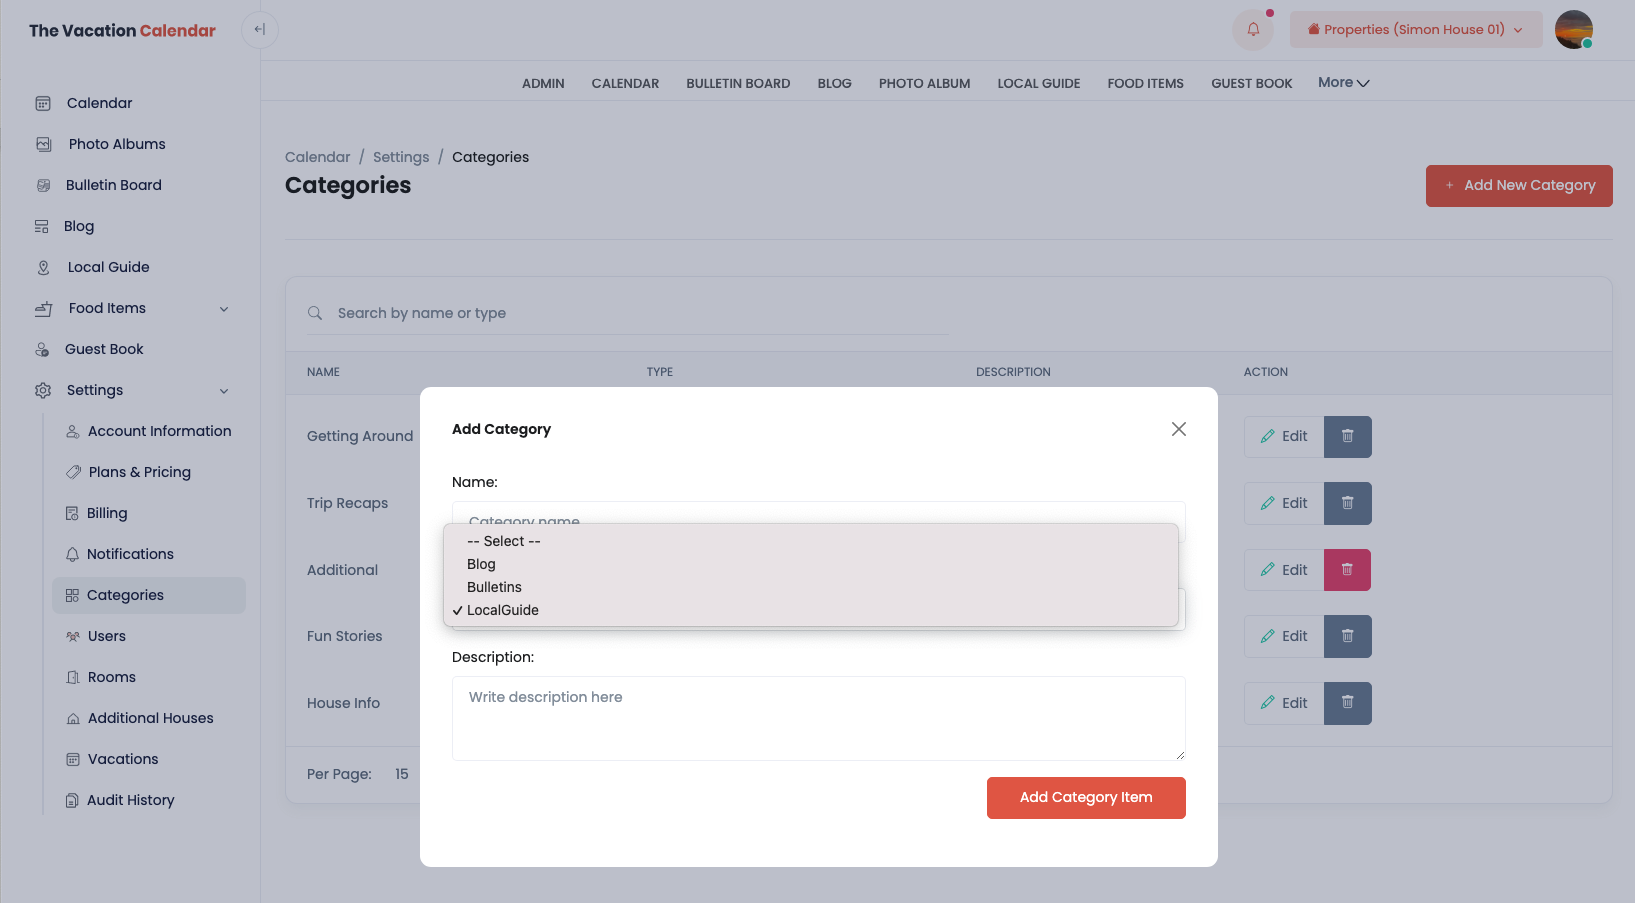 The Vacation Calendar
Properties (Simon House 01)
ADMIN CALENDAR BULLETIN BOARD BLOG PHOTO ALBUM LOCAL GUIDE FOOD ITEMS GUEST BOOK More
Calendar
Photo Albums
Bulletin Board
Blog
Local Guide
Food Items
Guest Book
Settings
Account Information
Plans & Pricing
Billing
Notifications
Categories
Users
Rooms
Additional Houses
Vacations
Audit History
Calendar / Settings / Categories
Categories
+ Add New Category
Search by name or type
NAME TYPE DESCRIPTION ACTION
Getting Around Edit
Trip Recaps Edit
Additional Edit
Fun Stories Edit
House Info Edit
Per Page: 15
Add Category
Name:
Category name
-- Select --
Blog
Bulletins
✓ LocalGuide
Description:
Write description here
Add Category Item